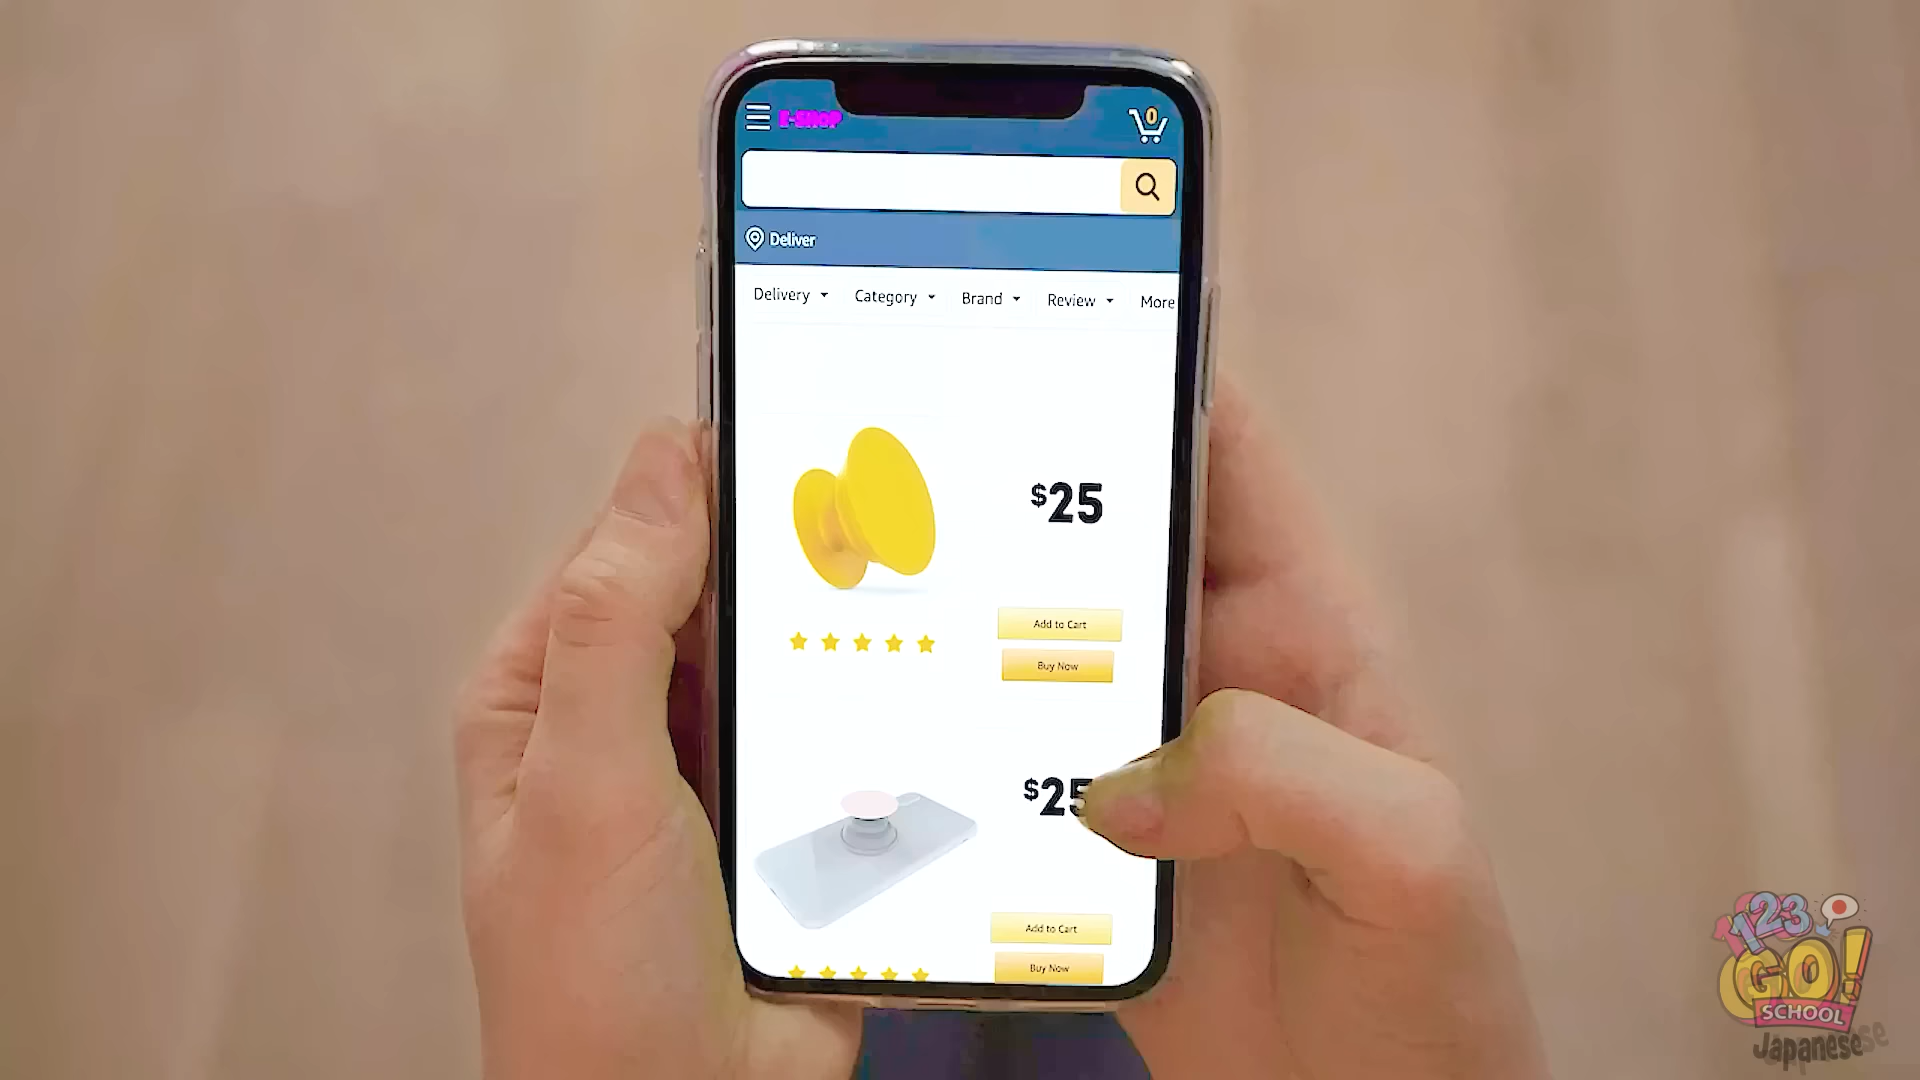 E-SHOP
0
Deliver
Delivery
Category
Brand
Review
More
$25
Add to Cart
Buy Now
$25
Add to Cart
Buy Now
123
GO!
SCHOOL
Japanese